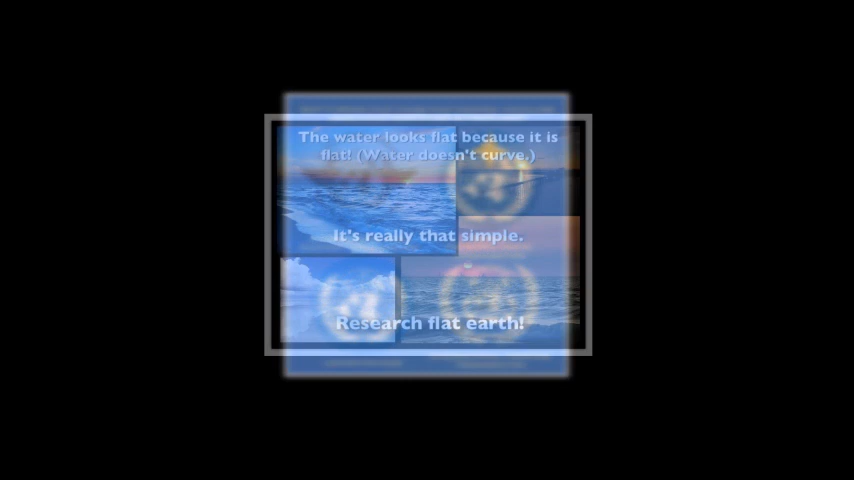 The water looks flat because it is
flat! (Water doesn't curve.)
It's really that simple.
Research flat earth!